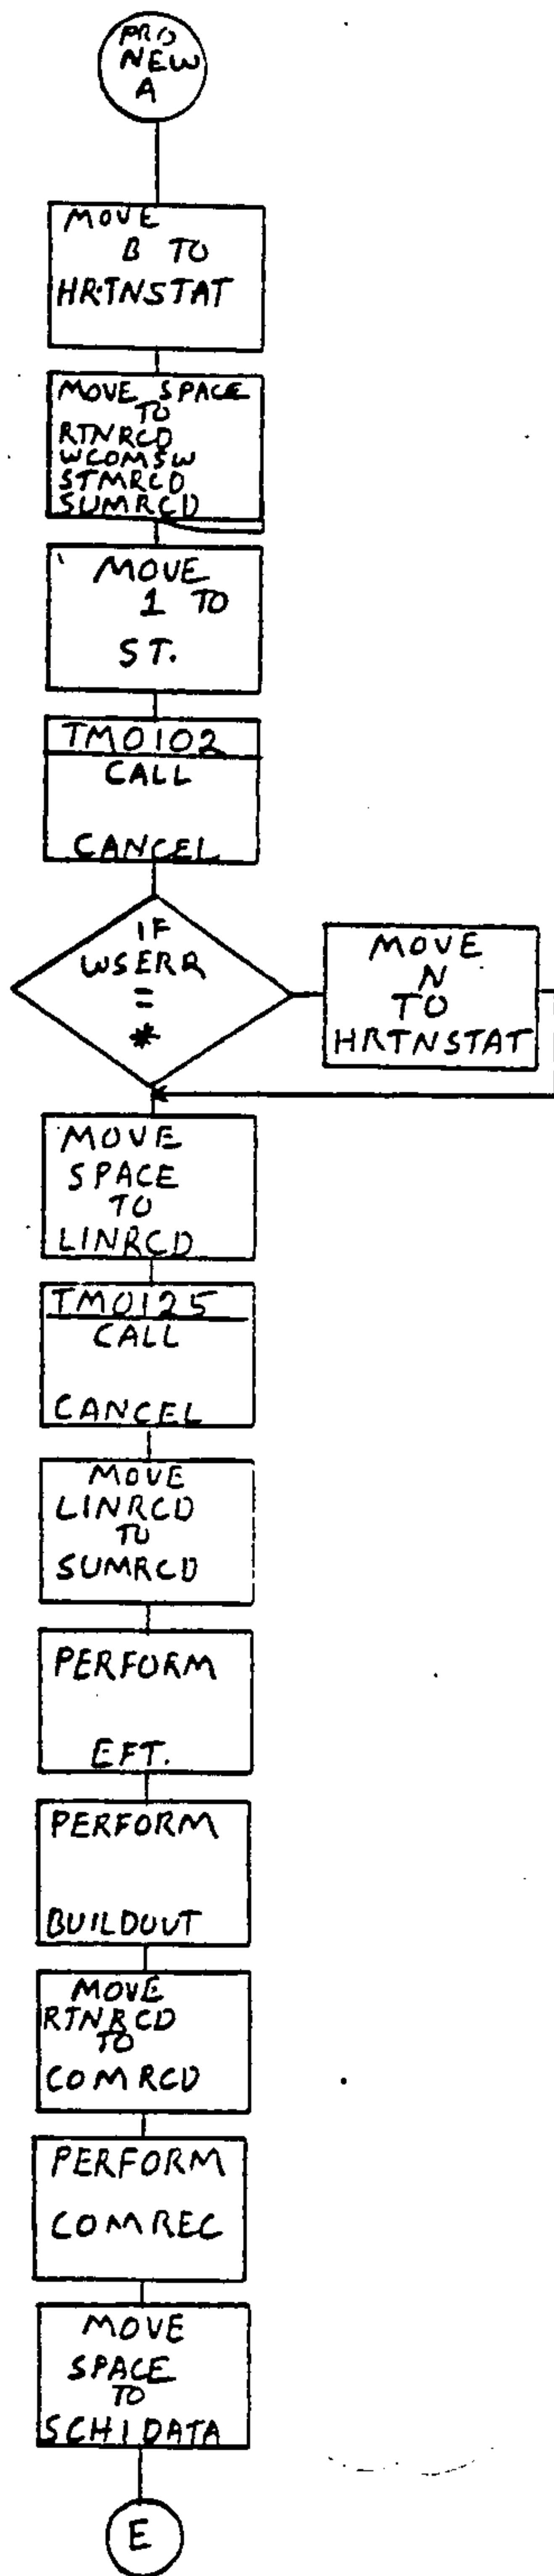 PRO
NEW
A
MOVE
B TO
HRTNSTAT
MOVE SPACE
TO
RTNRCD
WCOMSW
STMRCD
SUMRCD
MOVE
1 TO
ST.
TM0102
CALL
CANCEL
IF
WSERR
=
*
MOVE
N
TO
HRTNSTAT
MOVE
SPACE
TO
LINRCD
TM0125
CALL
CANCEL
MOVE
LINRCD
TO
SUMRCD
PERFORM
EFT.
PERFORM
BUILDOUT
MOVE
RTNRCD
TO
COMRCD
PERFORM
COMREC
MOVE
SPACE
TO
SCHIDATA
E